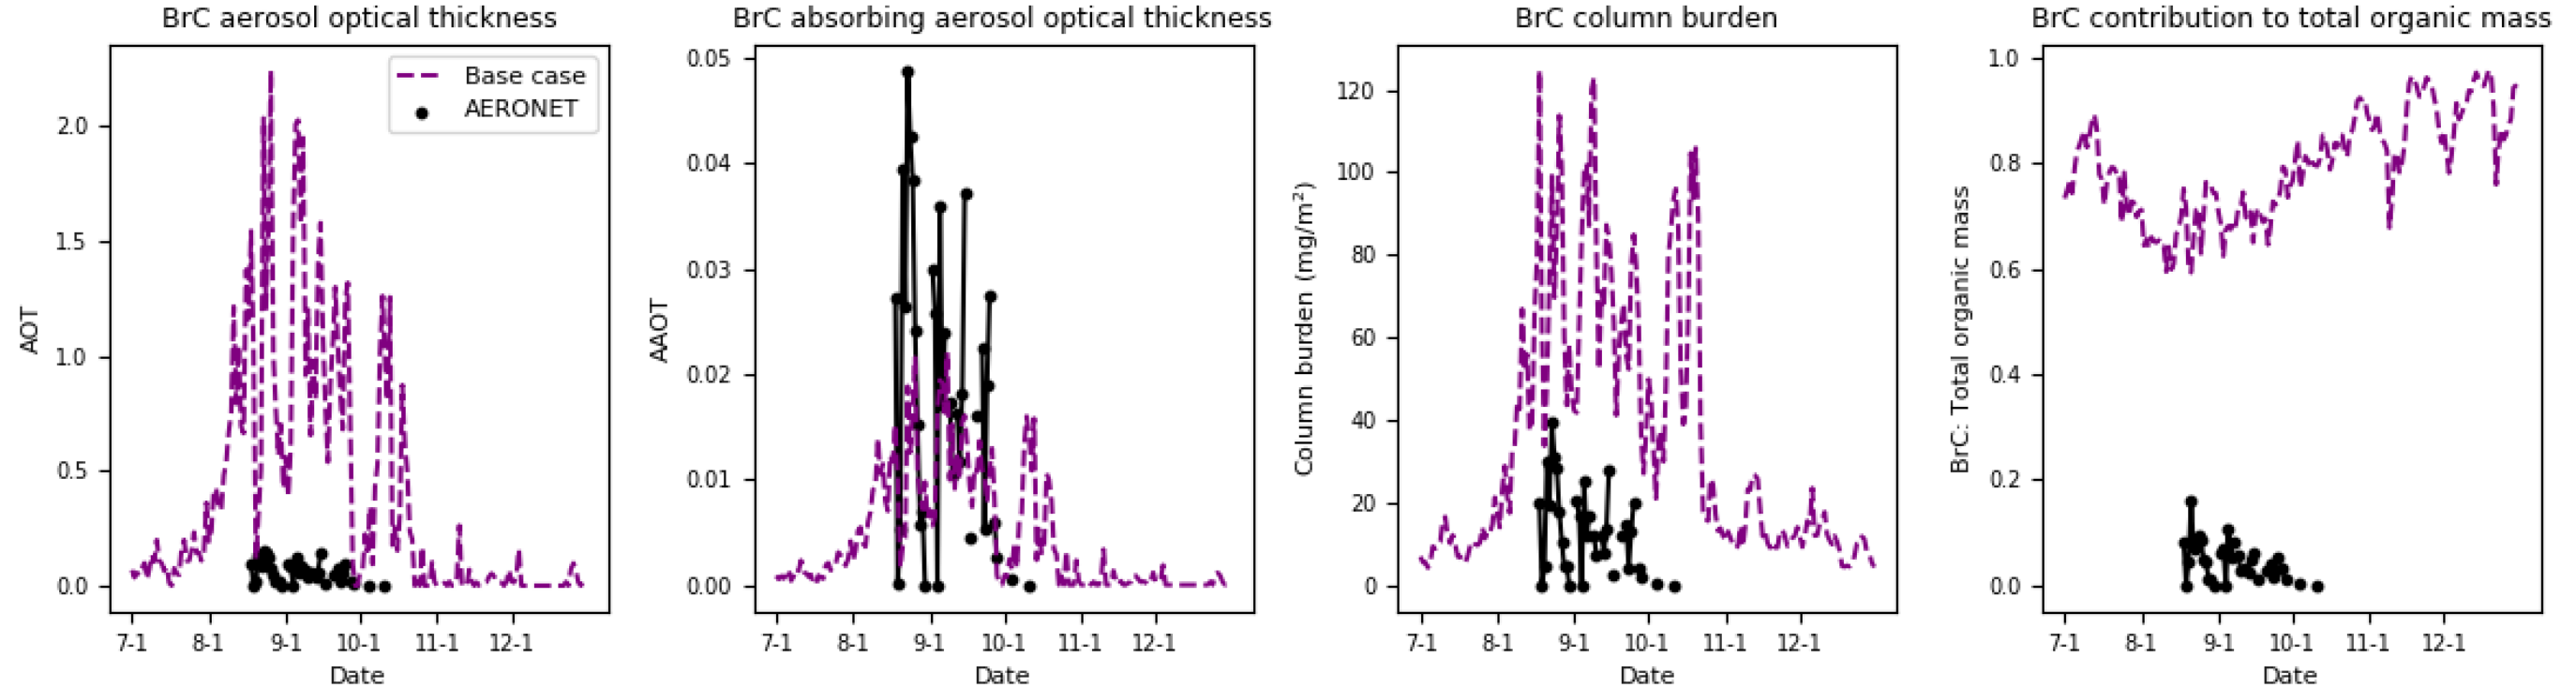 BrC aerosol optical thickness
Base case
AERONET
AOT
2.0
1.5
1.0
0.5
0.0
7-1 8-1 9-1 10-1 11-1 12-1
Date
BrC absorbing aerosol optical thickness
AAOT
0.05
0.04
0.03
0.02
0.01
0.00
7-1 8-1 9-1 10-1 11-1 12-1
Date
BrC column burden
Column burden (mg/m²)
120
100
80
60
40
20
0
7-1 8-1 9-1 10-1 11-1 12-1
Date
BrC contribution to total organic mass
BrC: Total organic mass
1.0
0.8
0.6
0.4
0.2
0.0
7-1 8-1 9-1 10-1 11-1 12-1
Date